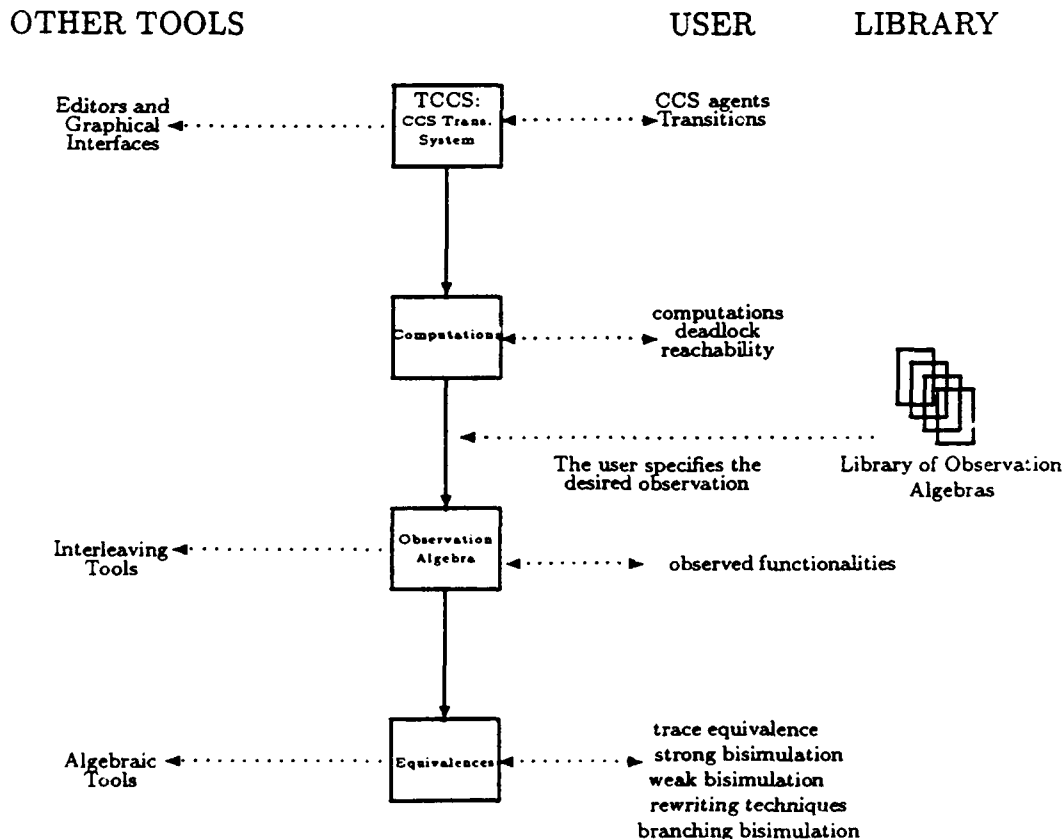 OTHER TOOLS
USER
LIBRARY
Editors and
Graphical
Interfaces
TCCS:
CCS Trans.
System
CCS agents
Transitions
Computations
computations
deadlock
reachability
The user specifies the
desired observation
Library of Observation
Algebras
Interleaving
Tools
Observation
Algebra
observed functionalities
Algebraic
Tools
Equivalences
trace equivalence
strong bisimulation
weak bisimulation
rewriting techniques
branching bisimulation